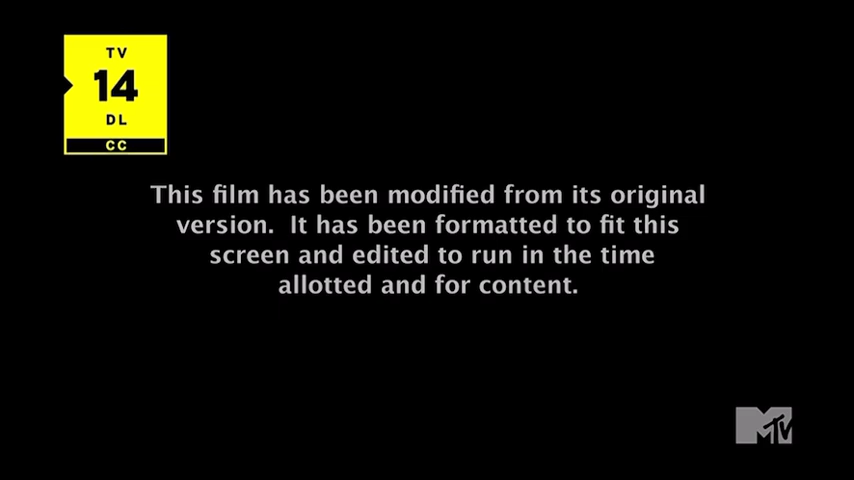 TV
14
DL
CC
This film has been modified from its original
version.  It has been formatted to fit this
screen and edited to run in the time
allotted and for content.
MTV